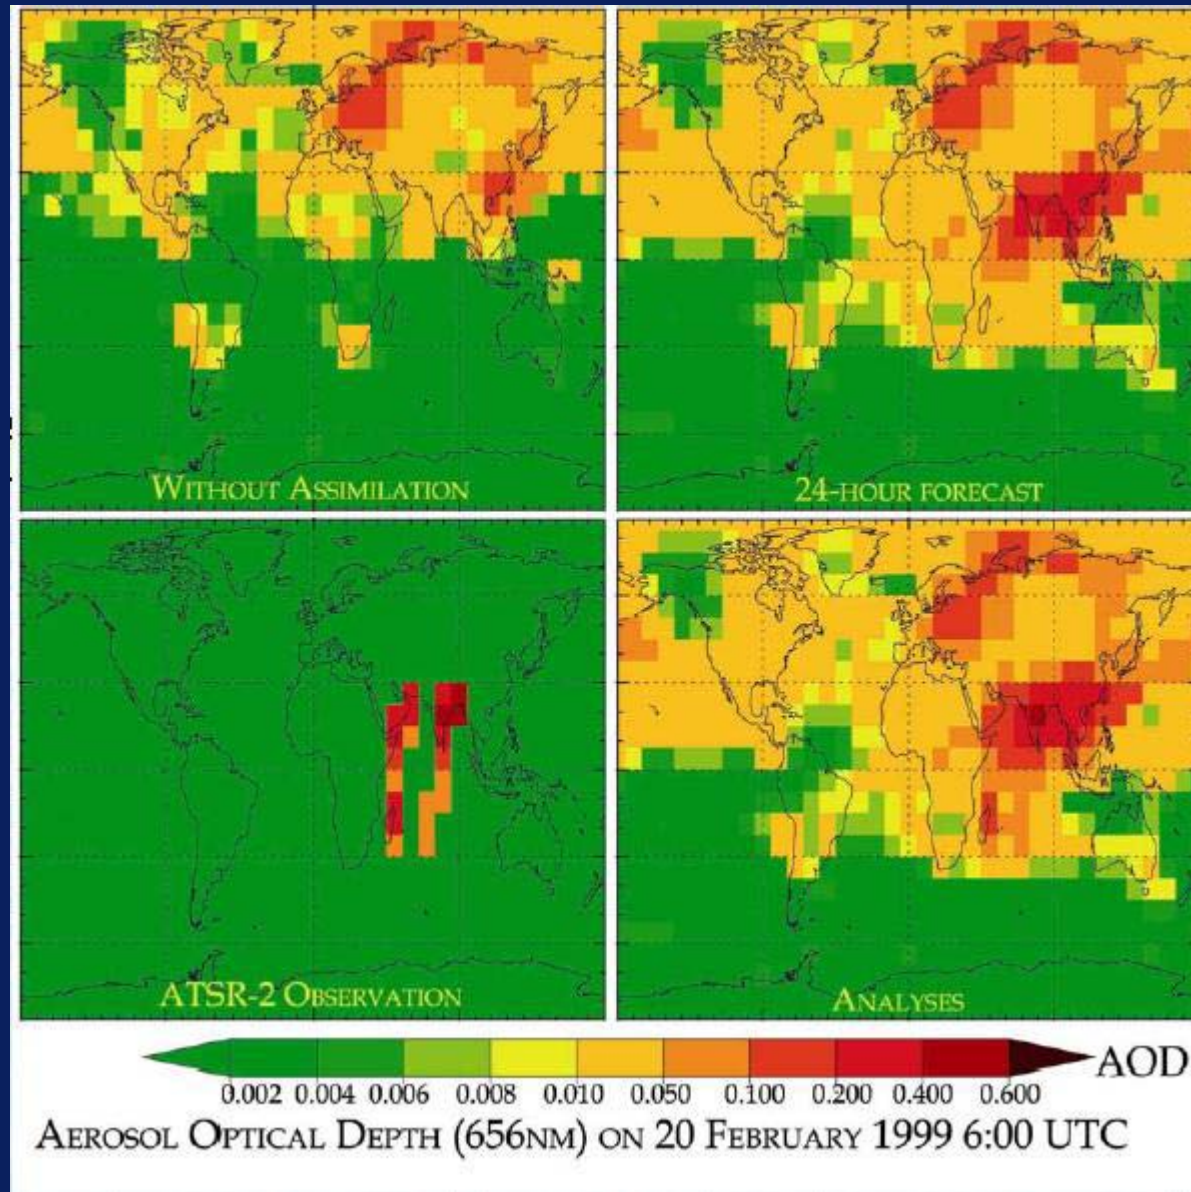 WITHOUT ASSIMILATION
24-HOUR FORECAST
ATSR-2 OBSERVATION
ANALYSES
AOD
0.002 0.004 0.006 0.008 0.010 0.050 0.100 0.200 0.400 0.600
AEROSOL OPTICAL DEPTH (656NM) ON 20 FEBRUARY 1999 6:00 UTC